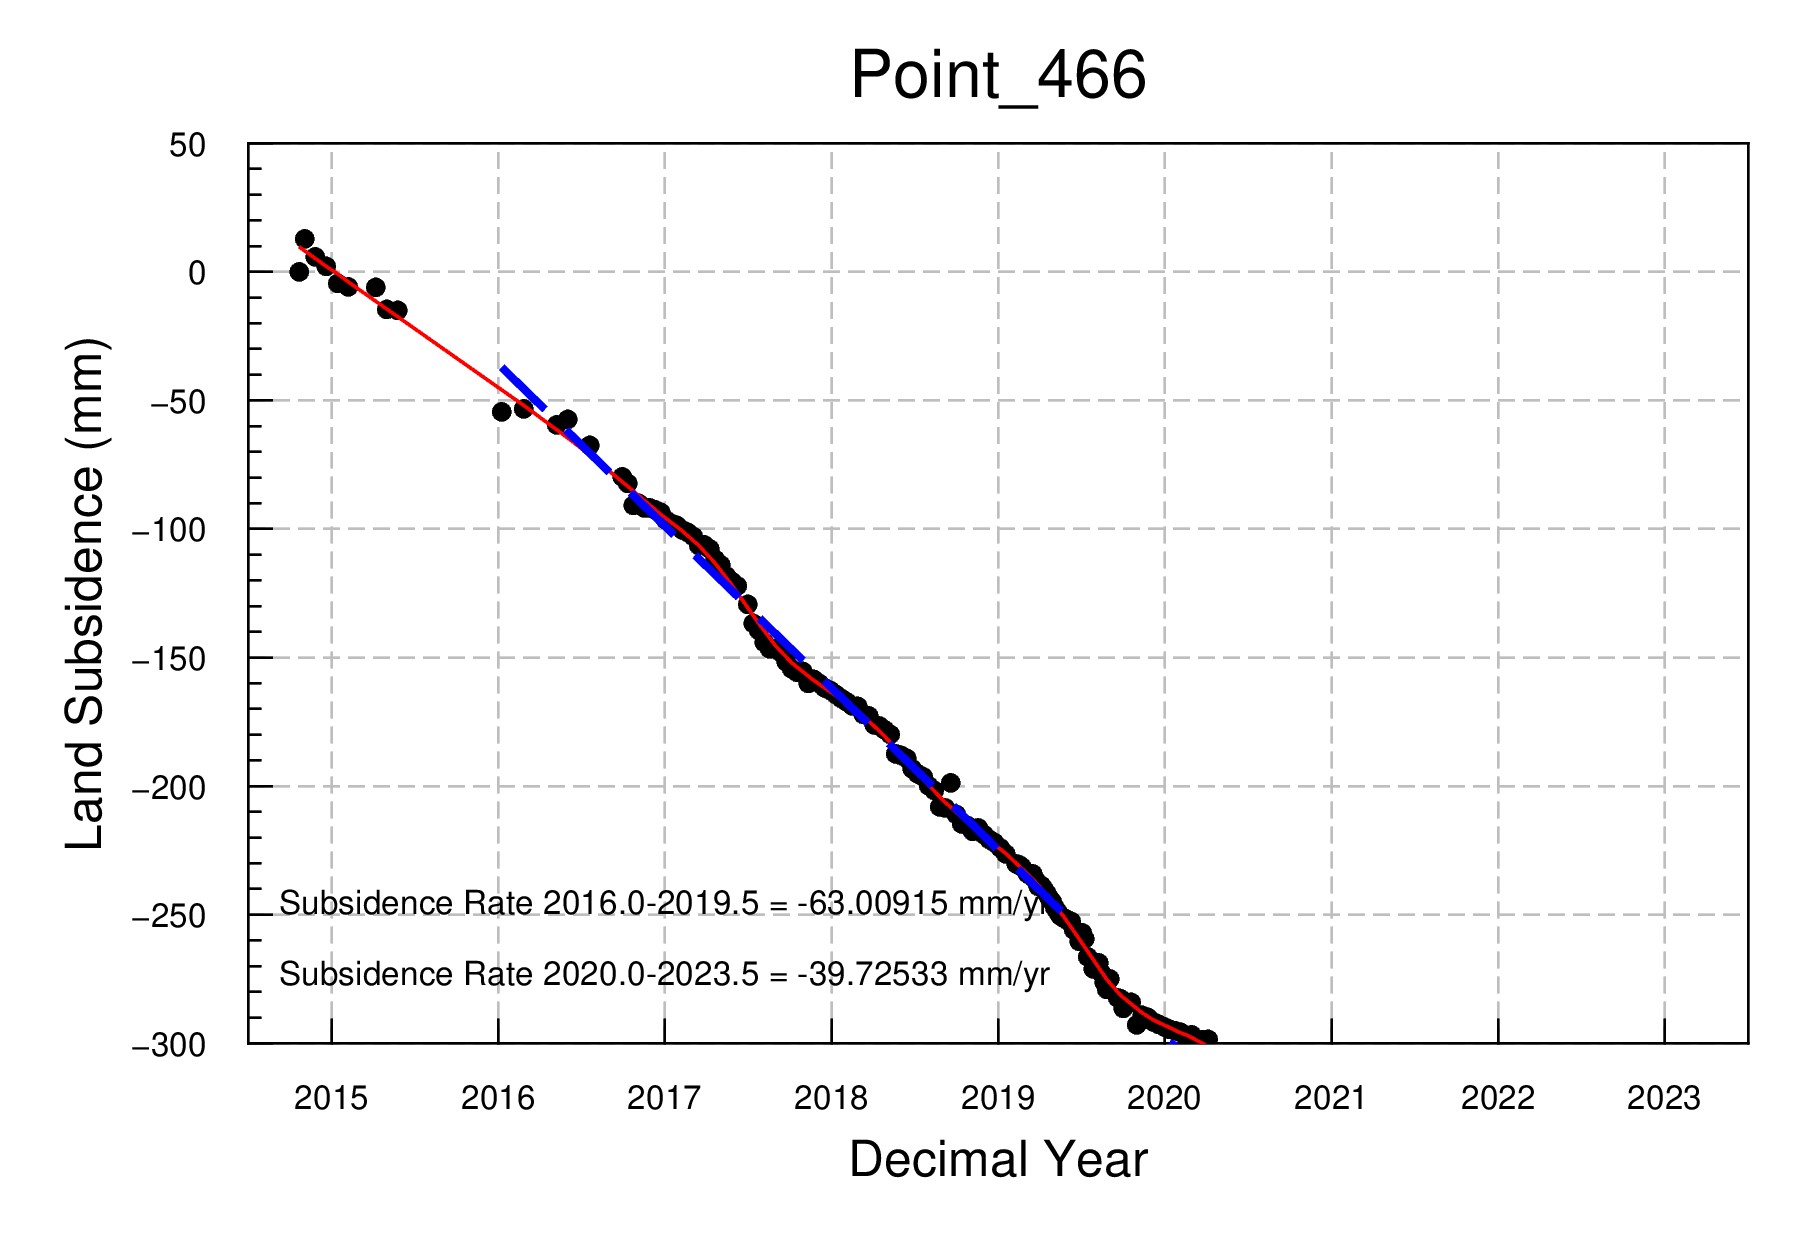 Point_466
50
0
−50
−100
−150
−200
−250
−300
Land Subsidence (mm)
Subsidence Rate 2016.0-2019.5 = -63.00915 mm/yr
Subsidence Rate 2020.0-2023.5 = -39.72533 mm/yr
2015 2016 2017 2018 2019 2020 2021 2022 2023
Decimal Year